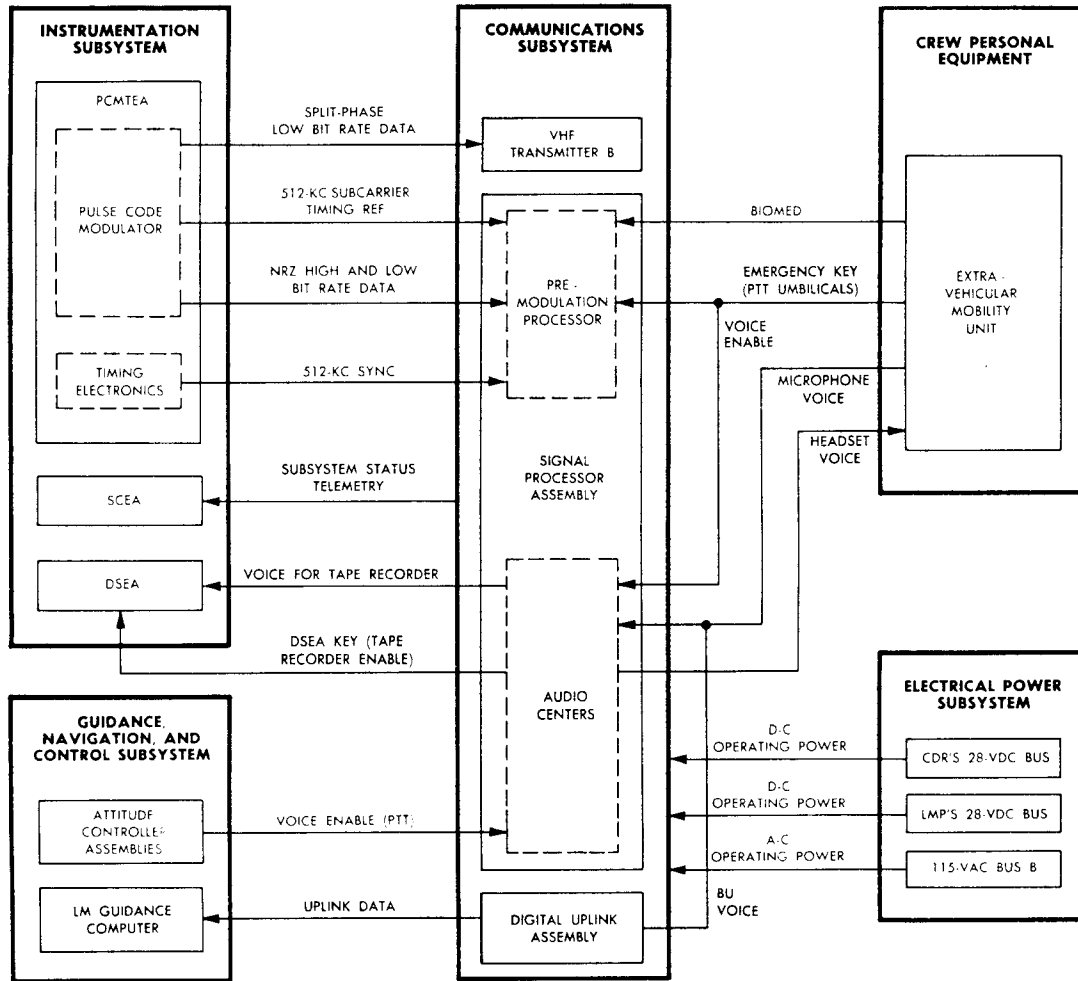 INSTRUMENTATION
SUBSYSTEM
PCMTEA
PULSE CODE
MODULATOR
TIMING
ELECTRONICS
SCEA
DSEA
SPLIT-PHASE
LOW BIT RATE DATA
512-KC SUBCARRIER
TIMING REF
NRZ HIGH AND LOW
BIT RATE DATA
512-KC SYNC
SUBSYSTEM STATUS
TELEMETRY
VOICE FOR TAPE RECORDER
DSEA KEY (TAPE
RECORDER ENABLE)
COMMUNICATIONS
SUBSYSTEM
VHF
TRANSMITTER B
PRE-
MODULATION
PROCESSOR
SIGNAL
PROCESSOR
ASSEMBLY
AUDIO
CENTERS
DIGITAL UPLINK
ASSEMBLY
CREW PERSONAL
EQUIPMENT
EXTRA-
VEHICULAR
MOBILITY
UNIT
BIOMED
EMERGENCY KEY
(PTT UMBILICALS)
VOICE
ENABLE
MICROPHONE
VOICE
HEADSET
VOICE
GUIDANCE,
NAVIGATION, AND
CONTROL SUBSYSTEM
ATTITUDE
CONTROLLER
ASSEMBLIES
LM GUIDANCE
COMPUTER
VOICE ENABLE (PTT)
UPLINK DATA
ELECTRICAL POWER
SUBSYSTEM
CDR'S 28-VDC BUS
LMP'S 28-VDC BUS
115-VAC BUS B
D-C
OPERATING POWER
D-C
OPERATING POWER
A-C
OPERATING POWER
BU
VOICE